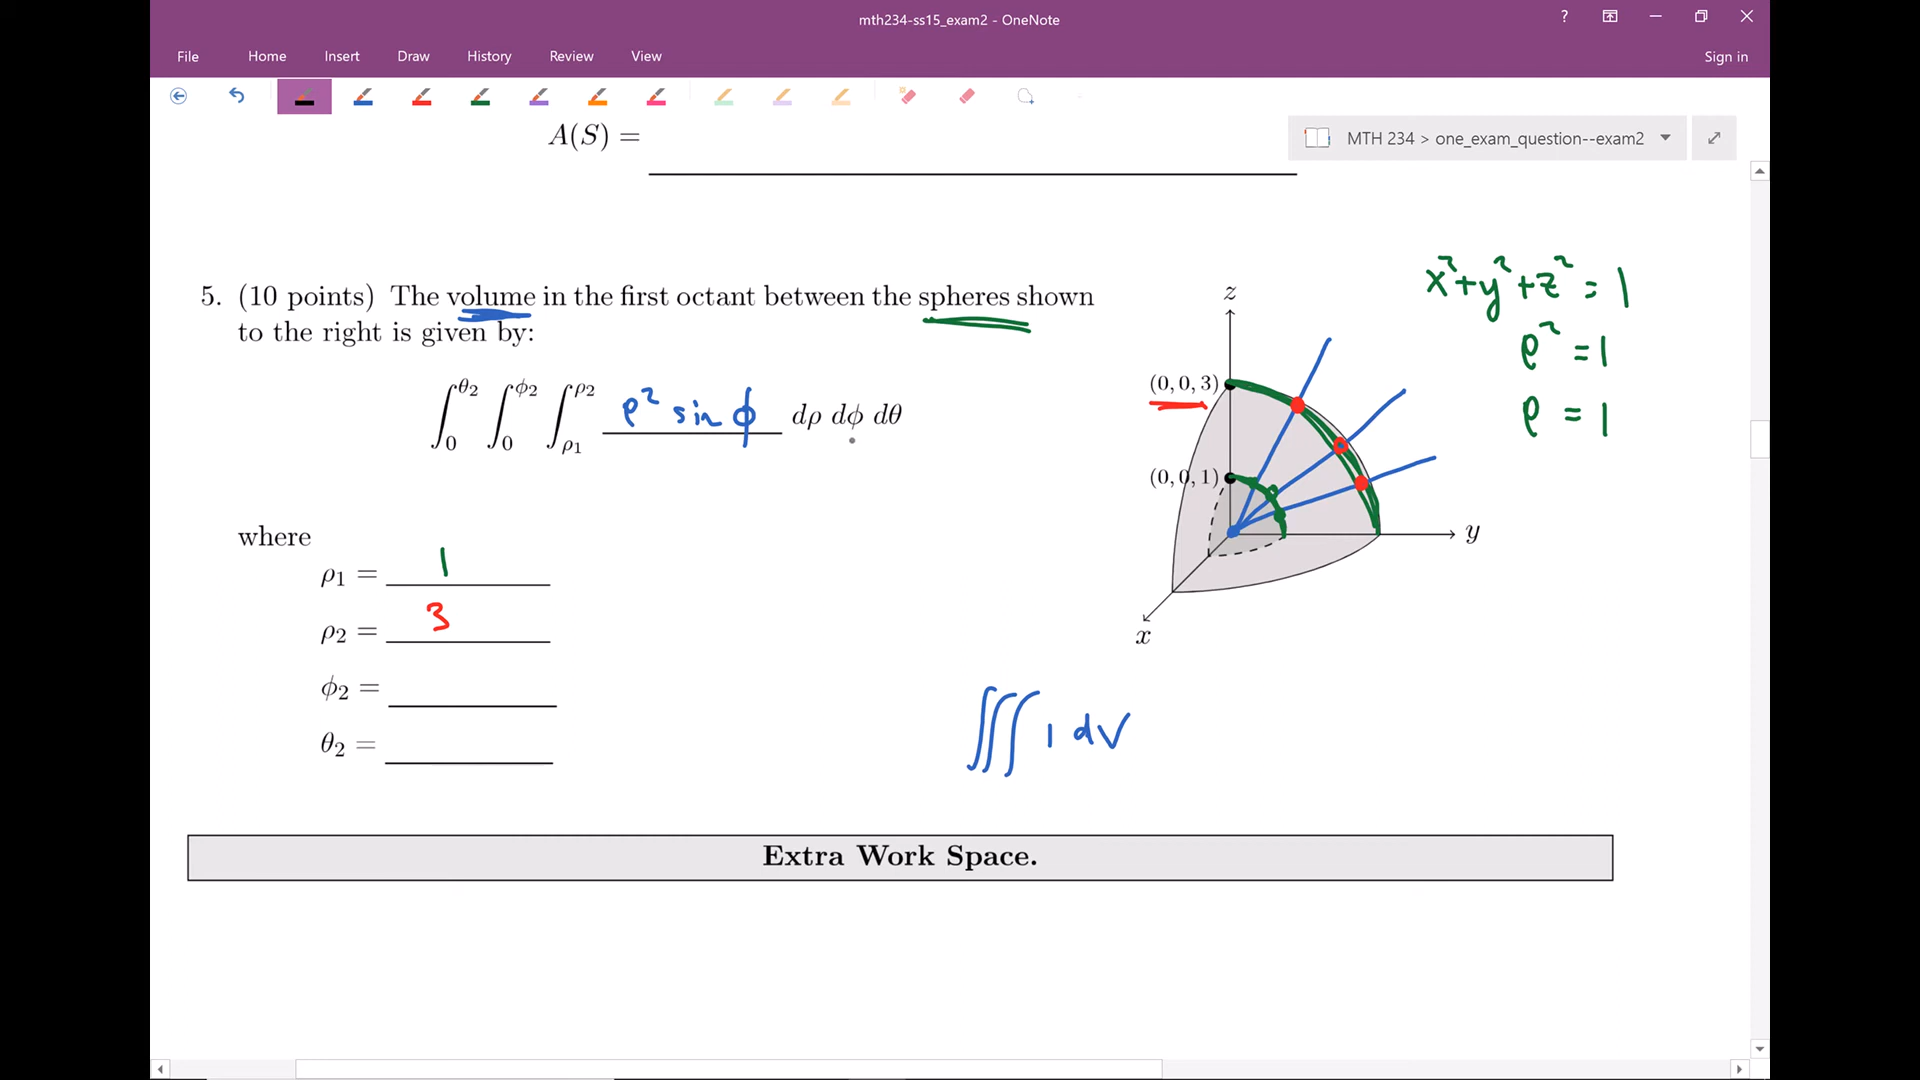 mth234-ss15_exam2 - OneNote
?
File Home Insert Draw History Review View Sign in
A(S) =
MTH 234 > one_exam_question--exam2
5. (10 points) The volume in the first octant between the spheres shown
to the right is given by:
∫₀^θ₂ ∫₀^ϕ₂ ∫_ρ₁^ρ₂ ρ² sin ϕ dρ dϕ dθ
where
ρ₁ = 1
ρ₂ = 3
ϕ₂ =
θ₂ =
z
(0, 0, 3)
(0, 0, 1)
y
x
x²+y²+z² = 1
ρ² = 1
ρ = 1
∭ 1 dV
Extra Work Space.